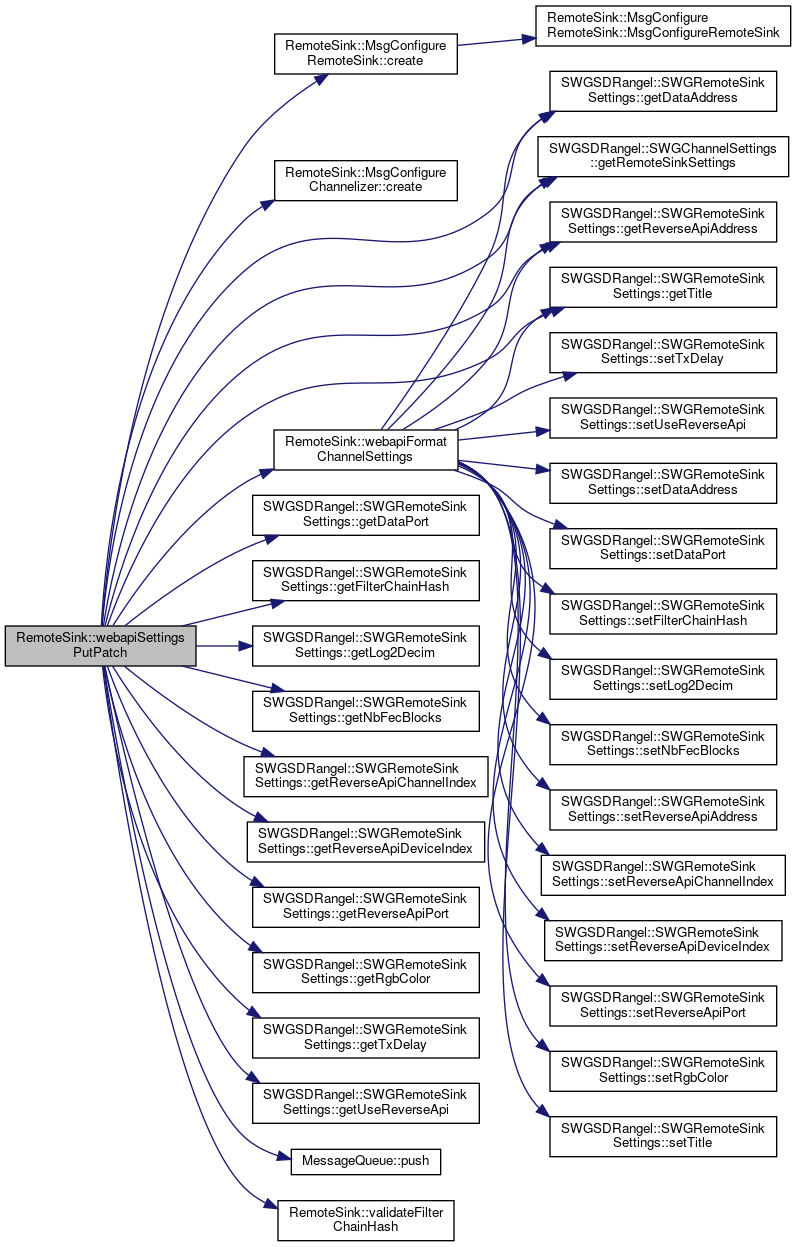 RemoteSink::webapiSettings
PutPatch
RemoteSink::MsgConfigure
RemoteSink::create
RemoteSink::MsgConfigure
Channelizer::create
RemoteSink::webapiFormat
ChannelSettings
SWGSDRangel::SWGRemoteSink
Settings::getDataPort
SWGSDRangel::SWGRemoteSink
Settings::getFilterChainHash
SWGSDRangel::SWGRemoteSink
Settings::getLog2Decim
SWGSDRangel::SWGRemoteSink
Settings::getNbFecBlocks
SWGSDRangel::SWGRemoteSink
Settings::getReverseApiChannelIndex
SWGSDRangel::SWGRemoteSink
Settings::getReverseApiDeviceIndex
SWGSDRangel::SWGRemoteSink
Settings::getReverseApiPort
SWGSDRangel::SWGRemoteSink
Settings::getRgbColor
SWGSDRangel::SWGRemoteSink
Settings::getTxDelay
SWGSDRangel::SWGRemoteSink
Settings::getUseReverseApi
MessageQueue::push
RemoteSink::validateFilter
ChainHash
RemoteSink::MsgConfigure
RemoteSink::MsgConfigureRemoteSink
SWGSDRangel::SWGRemoteSink
Settings::getDataAddress
SWGSDRangel::SWGChannelSettings
::getRemoteSinkSettings
SWGSDRangel::SWGRemoteSink
Settings::getReverseApiAddress
SWGSDRangel::SWGRemoteSink
Settings::getTitle
SWGSDRangel::SWGRemoteSink
Settings::setTxDelay
SWGSDRangel::SWGRemoteSink
Settings::setUseReverseApi
SWGSDRangel::SWGRemoteSink
Settings::setDataAddress
SWGSDRangel::SWGRemoteSink
Settings::setDataPort
SWGSDRangel::SWGRemoteSink
Settings::setFilterChainHash
SWGSDRangel::SWGRemoteSink
Settings::setLog2Decim
SWGSDRangel::SWGRemoteSink
Settings::setNbFecBlocks
SWGSDRangel::SWGRemoteSink
Settings::setReverseApiAddress
SWGSDRangel::SWGRemoteSink
Settings::setReverseApiChannelIndex
SWGSDRangel::SWGRemoteSink
Settings::setReverseApiDeviceIndex
SWGSDRangel::SWGRemoteSink
Settings::setReverseApiPort
SWGSDRangel::SWGRemoteSink
Settings::setRgbColor
SWGSDRangel::SWGRemoteSink
Settings::setTitle